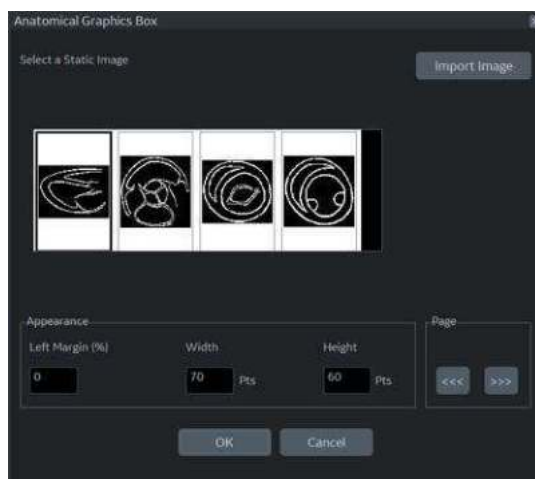 Anatomical Graphics Box
Select a Static Image
Import Image
Appearance
Page
Left Margin (%)
Width
Height
0
70
Pts
60
Pts
<<<
>>>
OK
Cancel